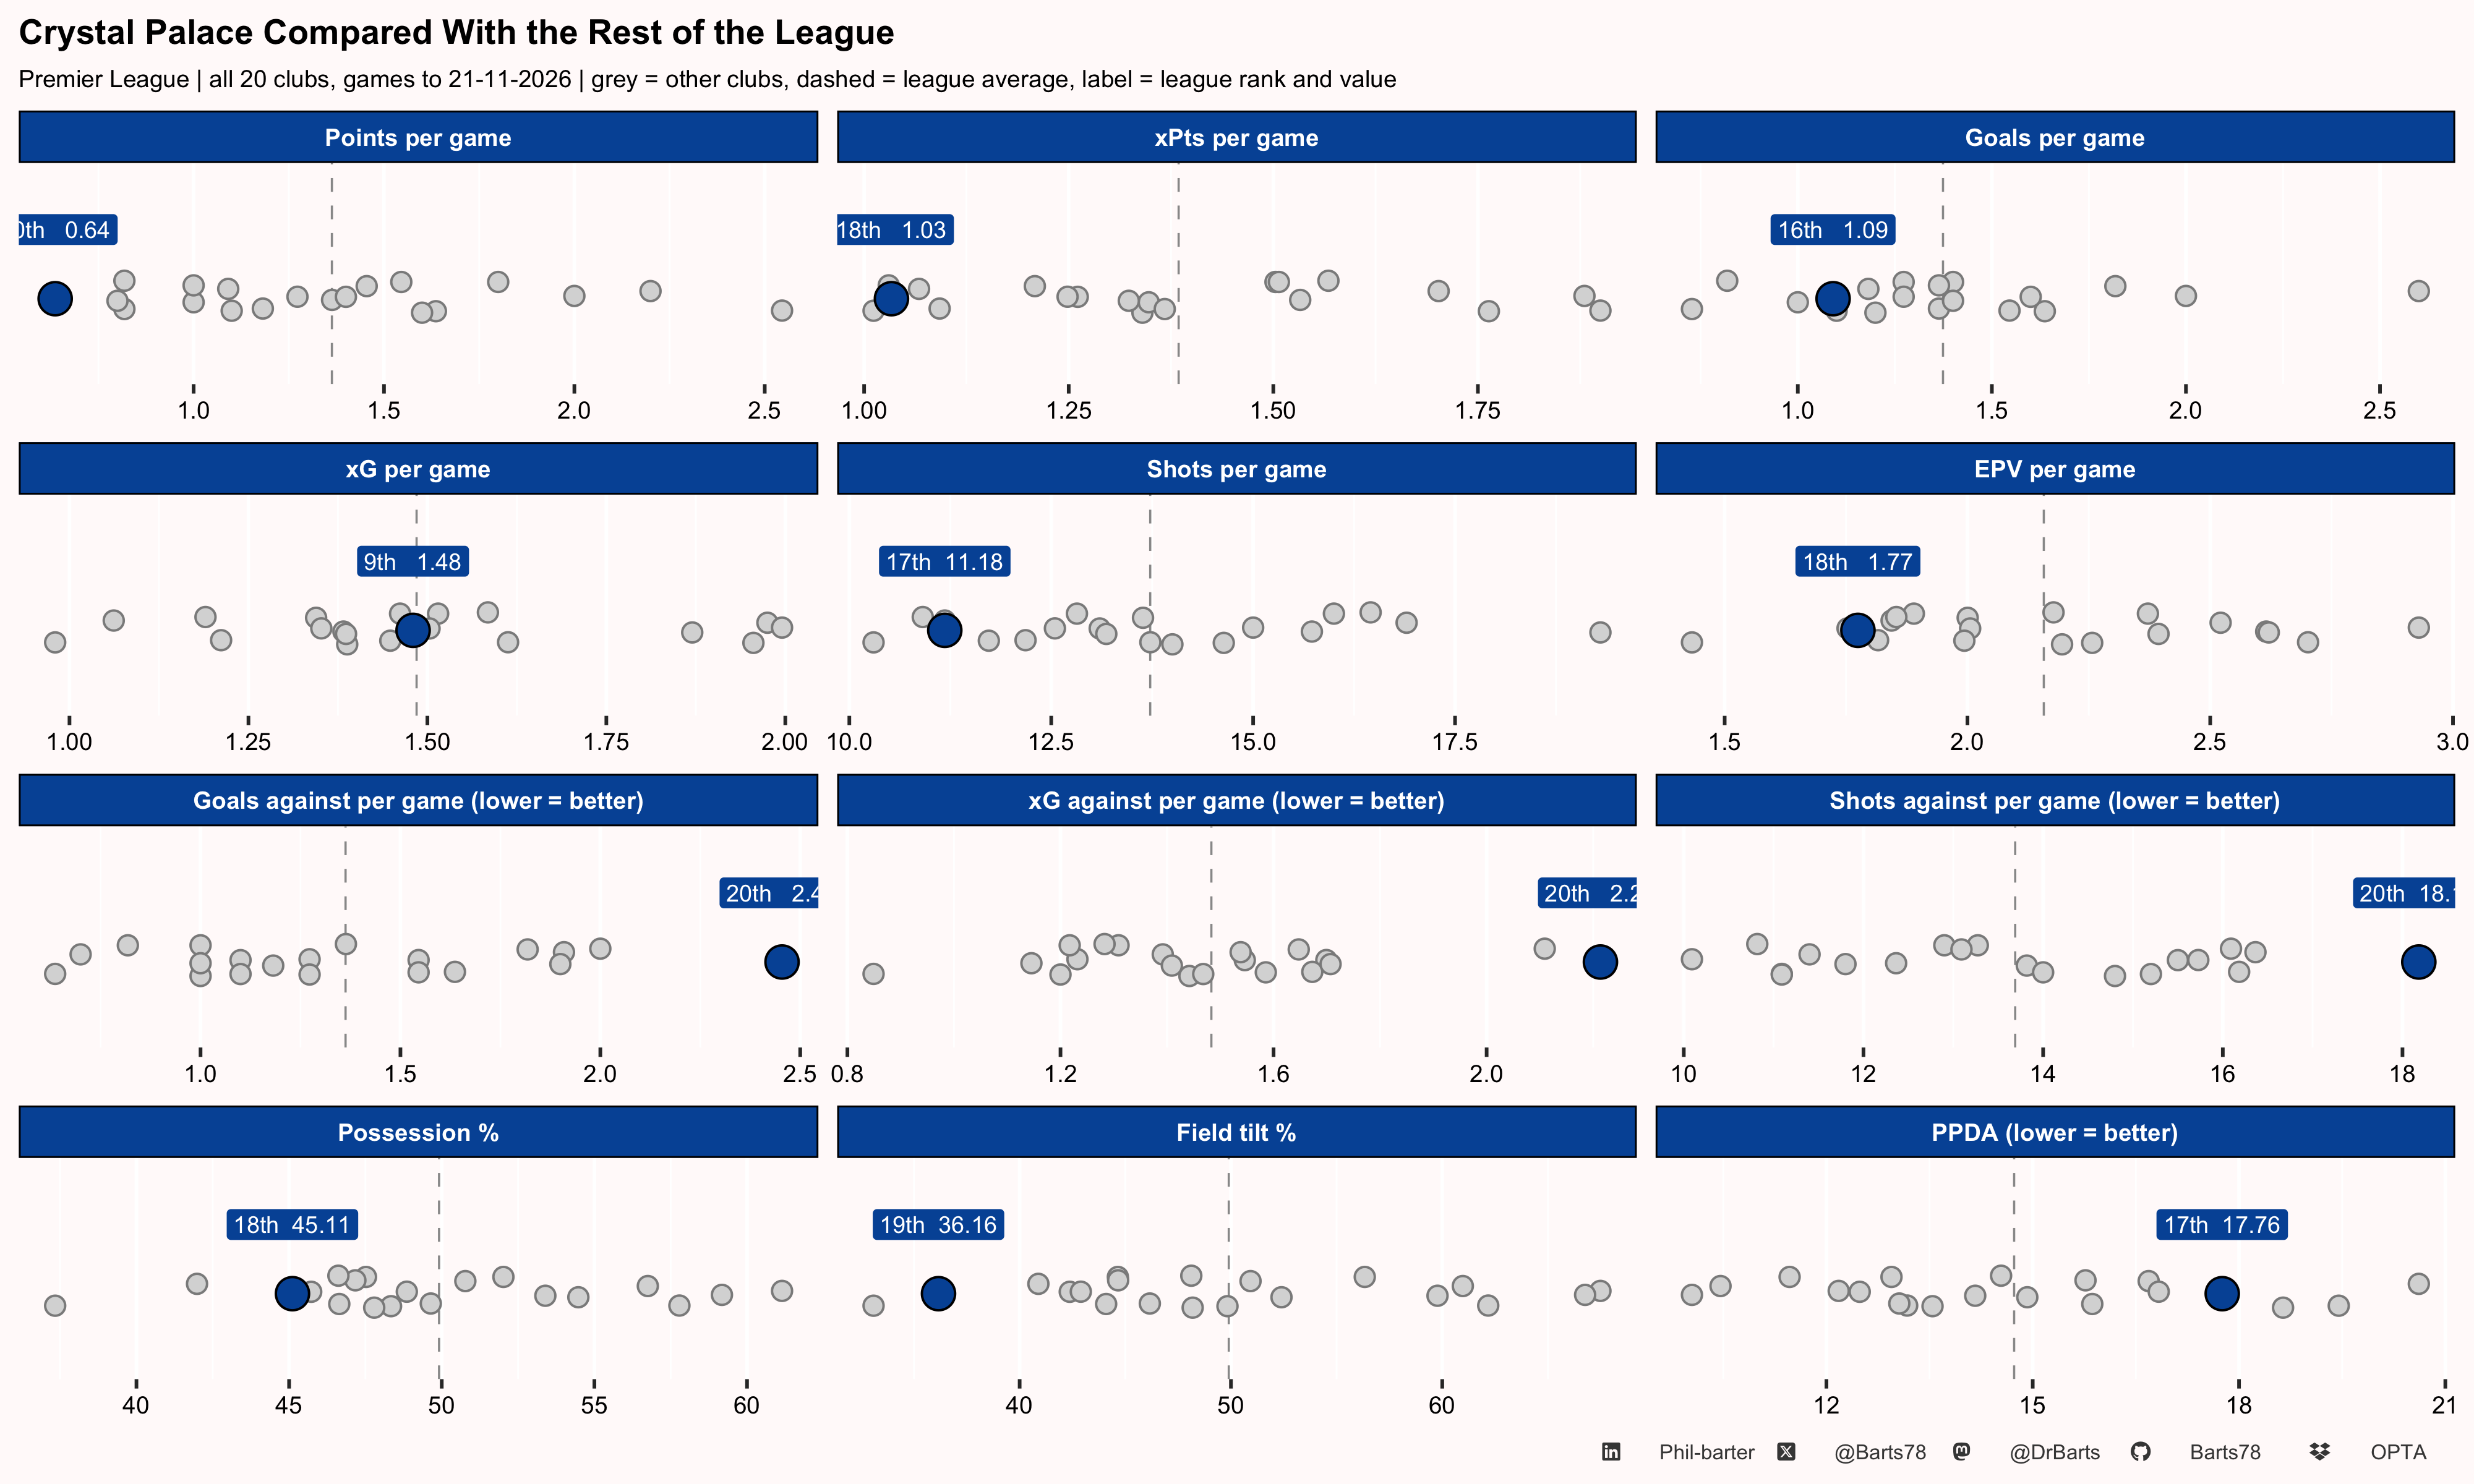 Crystal Palace Compared With the Rest of the League
Premier League | all 20 clubs, games to 21-11-2026 | grey = other clubs, dashed = league average, label = league rank and value
Points per game
xPts per game
Goals per game
0.64
18th 1.03
16th 1.09
1.0 1.5 2.0 2.5
1.00 1.25 1.50 1.75
1.0 1.5 2.0 2.5
xG per game
Shots per game
EPV per game
9th 1.48
17th 11.18
18th 1.77
1.00 1.25 1.50 1.75 2.00
10.0 12.5 15.0 17.5
1.5 2.0 2.5 3.0
Goals against per game (lower = better)
xG against per game (lower = better)
Shots against per game (lower = better)
20th 2.4
20th 2.2
20th 18.
1.0 1.5 2.0 2.5
0.8 1.2 1.6 2.0
10 12 14 16 18
Possession %
Field tilt %
PPDA (lower = better)
18th 45.11
19th 36.16
17th 17.76
40 45 50 55 60
40 50 60
12 15 18 21
Phil-barter @Barts78 @DrBarts Barts78 OPTA